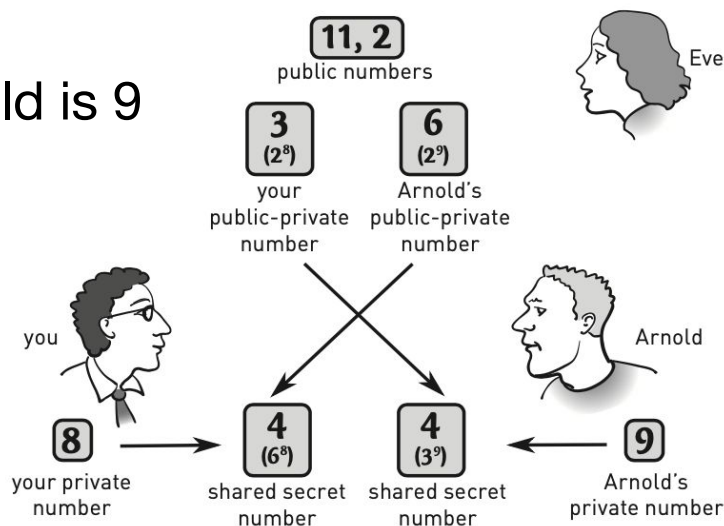 11, 2
public numbers
Eve
ld is 9
3
(2⁸)
your
public-private
number
6
(2⁹)
Arnold's
public-private
number
you
Arnold
8
your private
number
4
(6⁸)
shared secret
number
4
(3⁹)
shared secret
number
9
Arnold's
private number